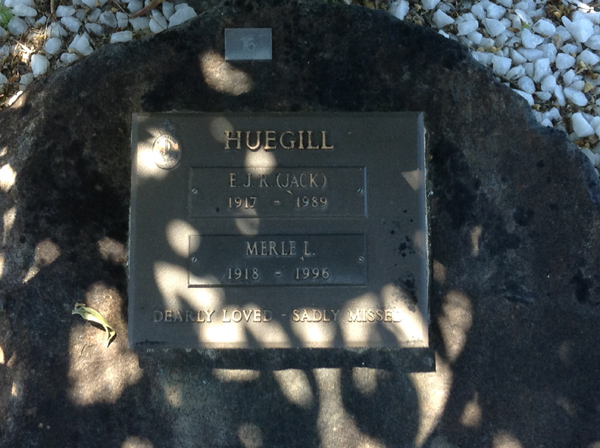 HUEGILL
E. J. R. (JACK)
1917 - 1989
MERLE L.
1918 - 1996
DEARLY LOVED - SADLY MISSED